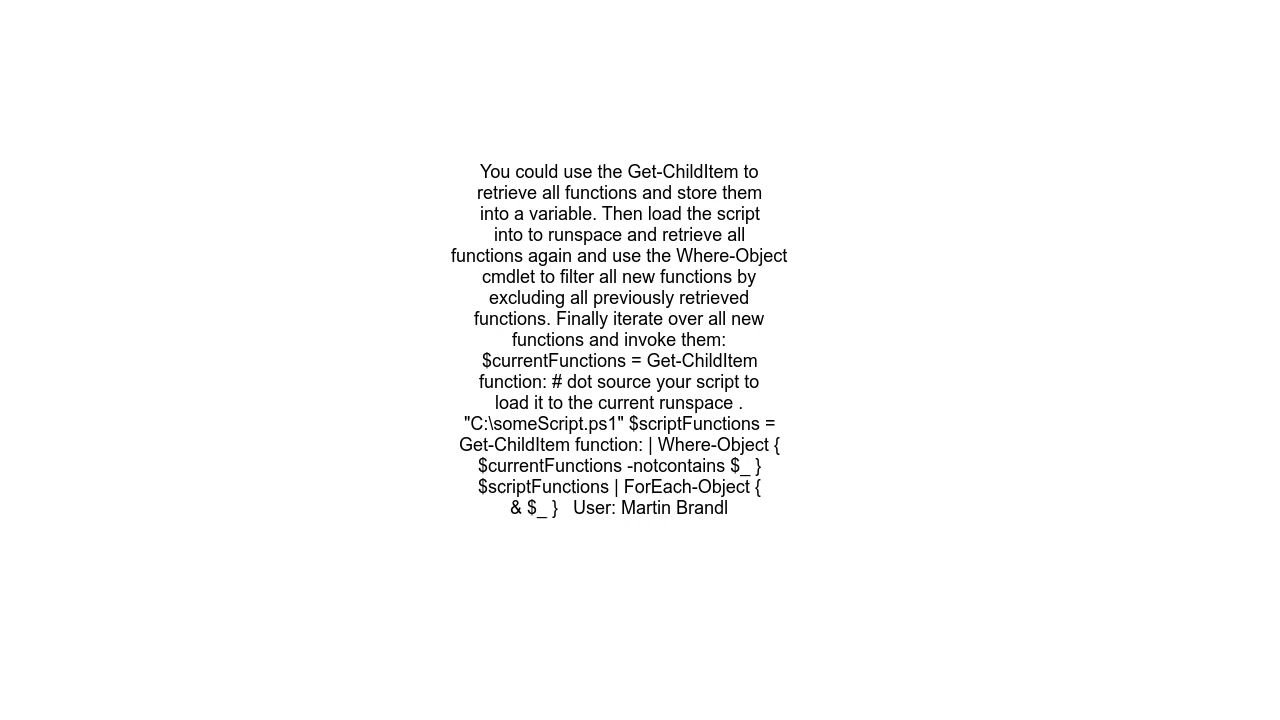 You could use the Get-ChildItem to
retrieve all functions and store them
into a variable. Then load the script
into to runspace and retrieve all
functions again and use the Where-Object
cmdlet to filter all new functions by
excluding all previously retrieved
functions. Finally iterate over all new
functions and invoke them:
$currentFunctions = Get-ChildItem
function: # dot source your script to
load it to the current runspace .
"C:\someScript.ps1" $scriptFunctions =
Get-ChildItem function: | Where-Object {
$currentFunctions -notcontains $_ }
$scriptFunctions | ForEach-Object {
& $_ }   User: Martin Brandl